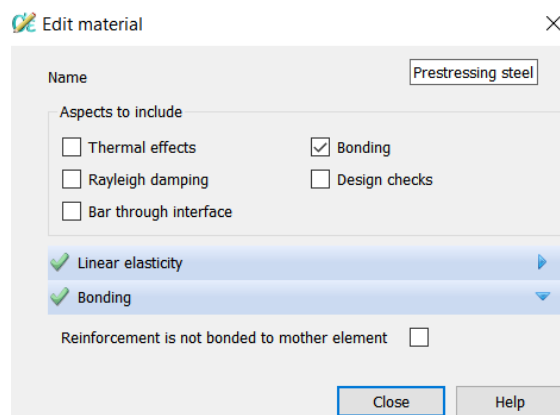 Edit material
Name Prestressing steel
Aspects to include
Thermal effects Bonding
Rayleigh damping Design checks
Bar through interface
Linear elasticity
Bonding
Reinforcement is not bonded to mother element
Close Help